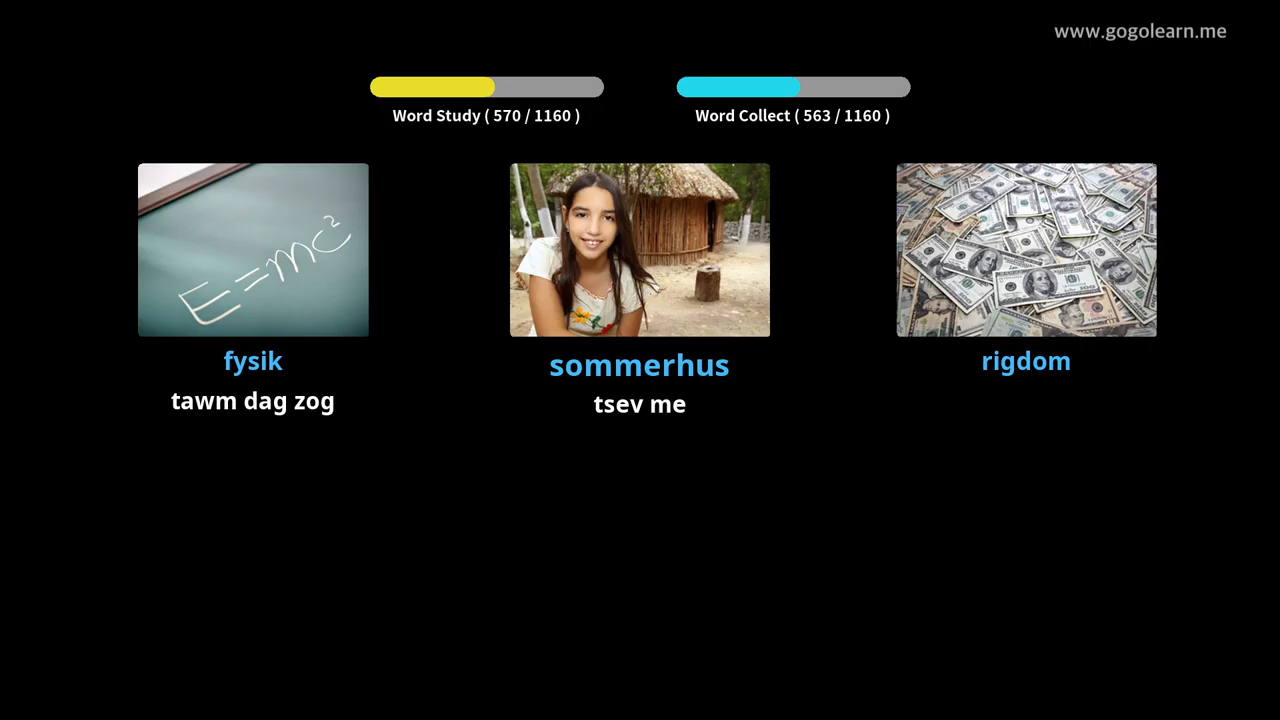 www.gogolearn.me
Word Study ( 570 / 1160 )
Word Collect ( 563 / 1160 )
E=mc²
fysik
sommerhus
rigdom
tawm dag zog
tsev me